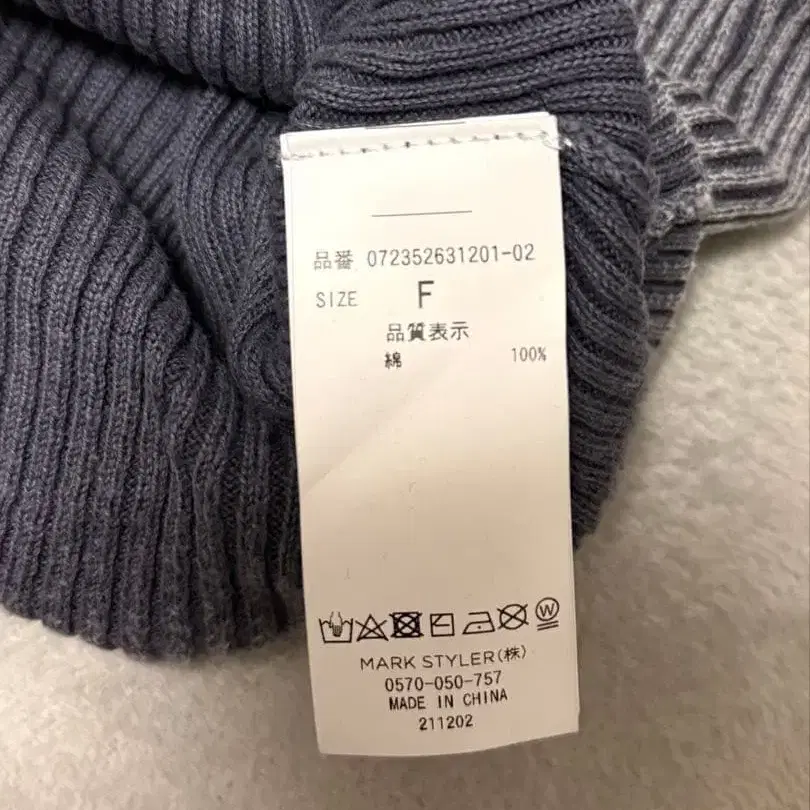 品番 072352631201-02
SIZE F
品質表示
綿 100%
W
MARK STYLER(株)
0570-050-757
MADE IN CHINA
211202